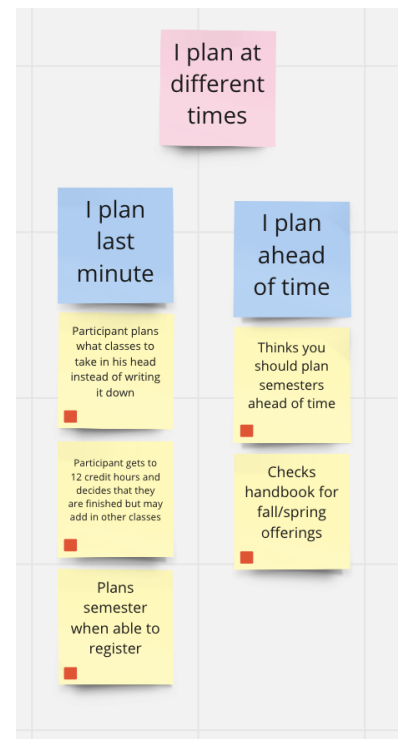 I plan at
different
times
I plan
last
minute
Participant plans
what classes to
take in his head
instead of writing
it down
Participant gets to
12 credit hours and
decides that they
are finished but may
add in other classes
Plans
semester
when able to
register
I plan
ahead
of time
Thinks you
should plan
semesters
ahead of time
Checks
handbook for
fall/spring
offerings